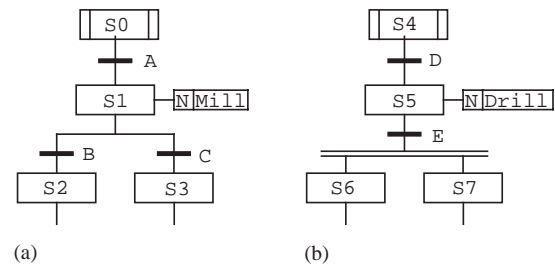 S0 S4
A D
S1 N Mill S5 N Drill
B C E
S2 S3 S6 S7
(a) (b)